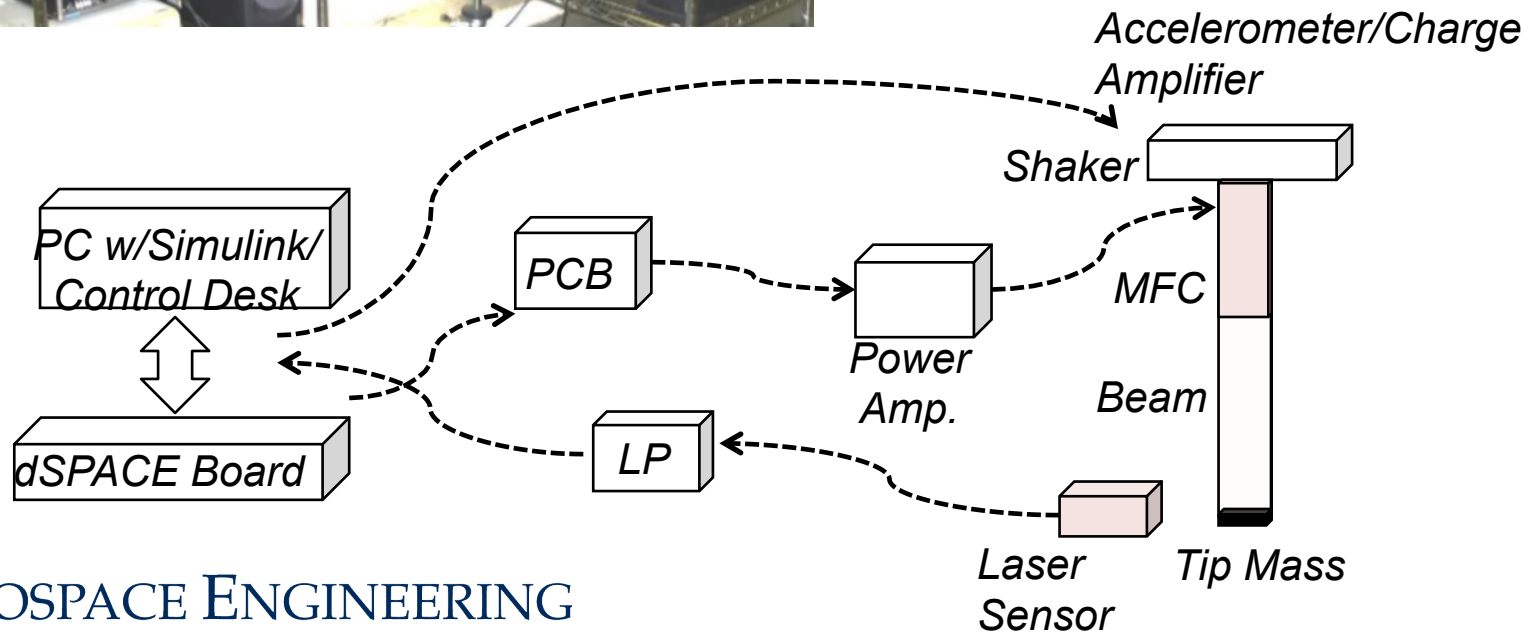 Accelerometer/Charge
Amplifier
Shaker
PC w/Simulink/
Control Desk
PCB
MFC
Power
Amp.
Beam
dSPACE Board
LP
Laser
Sensor
Tip Mass
OSPACE ENGINEERING